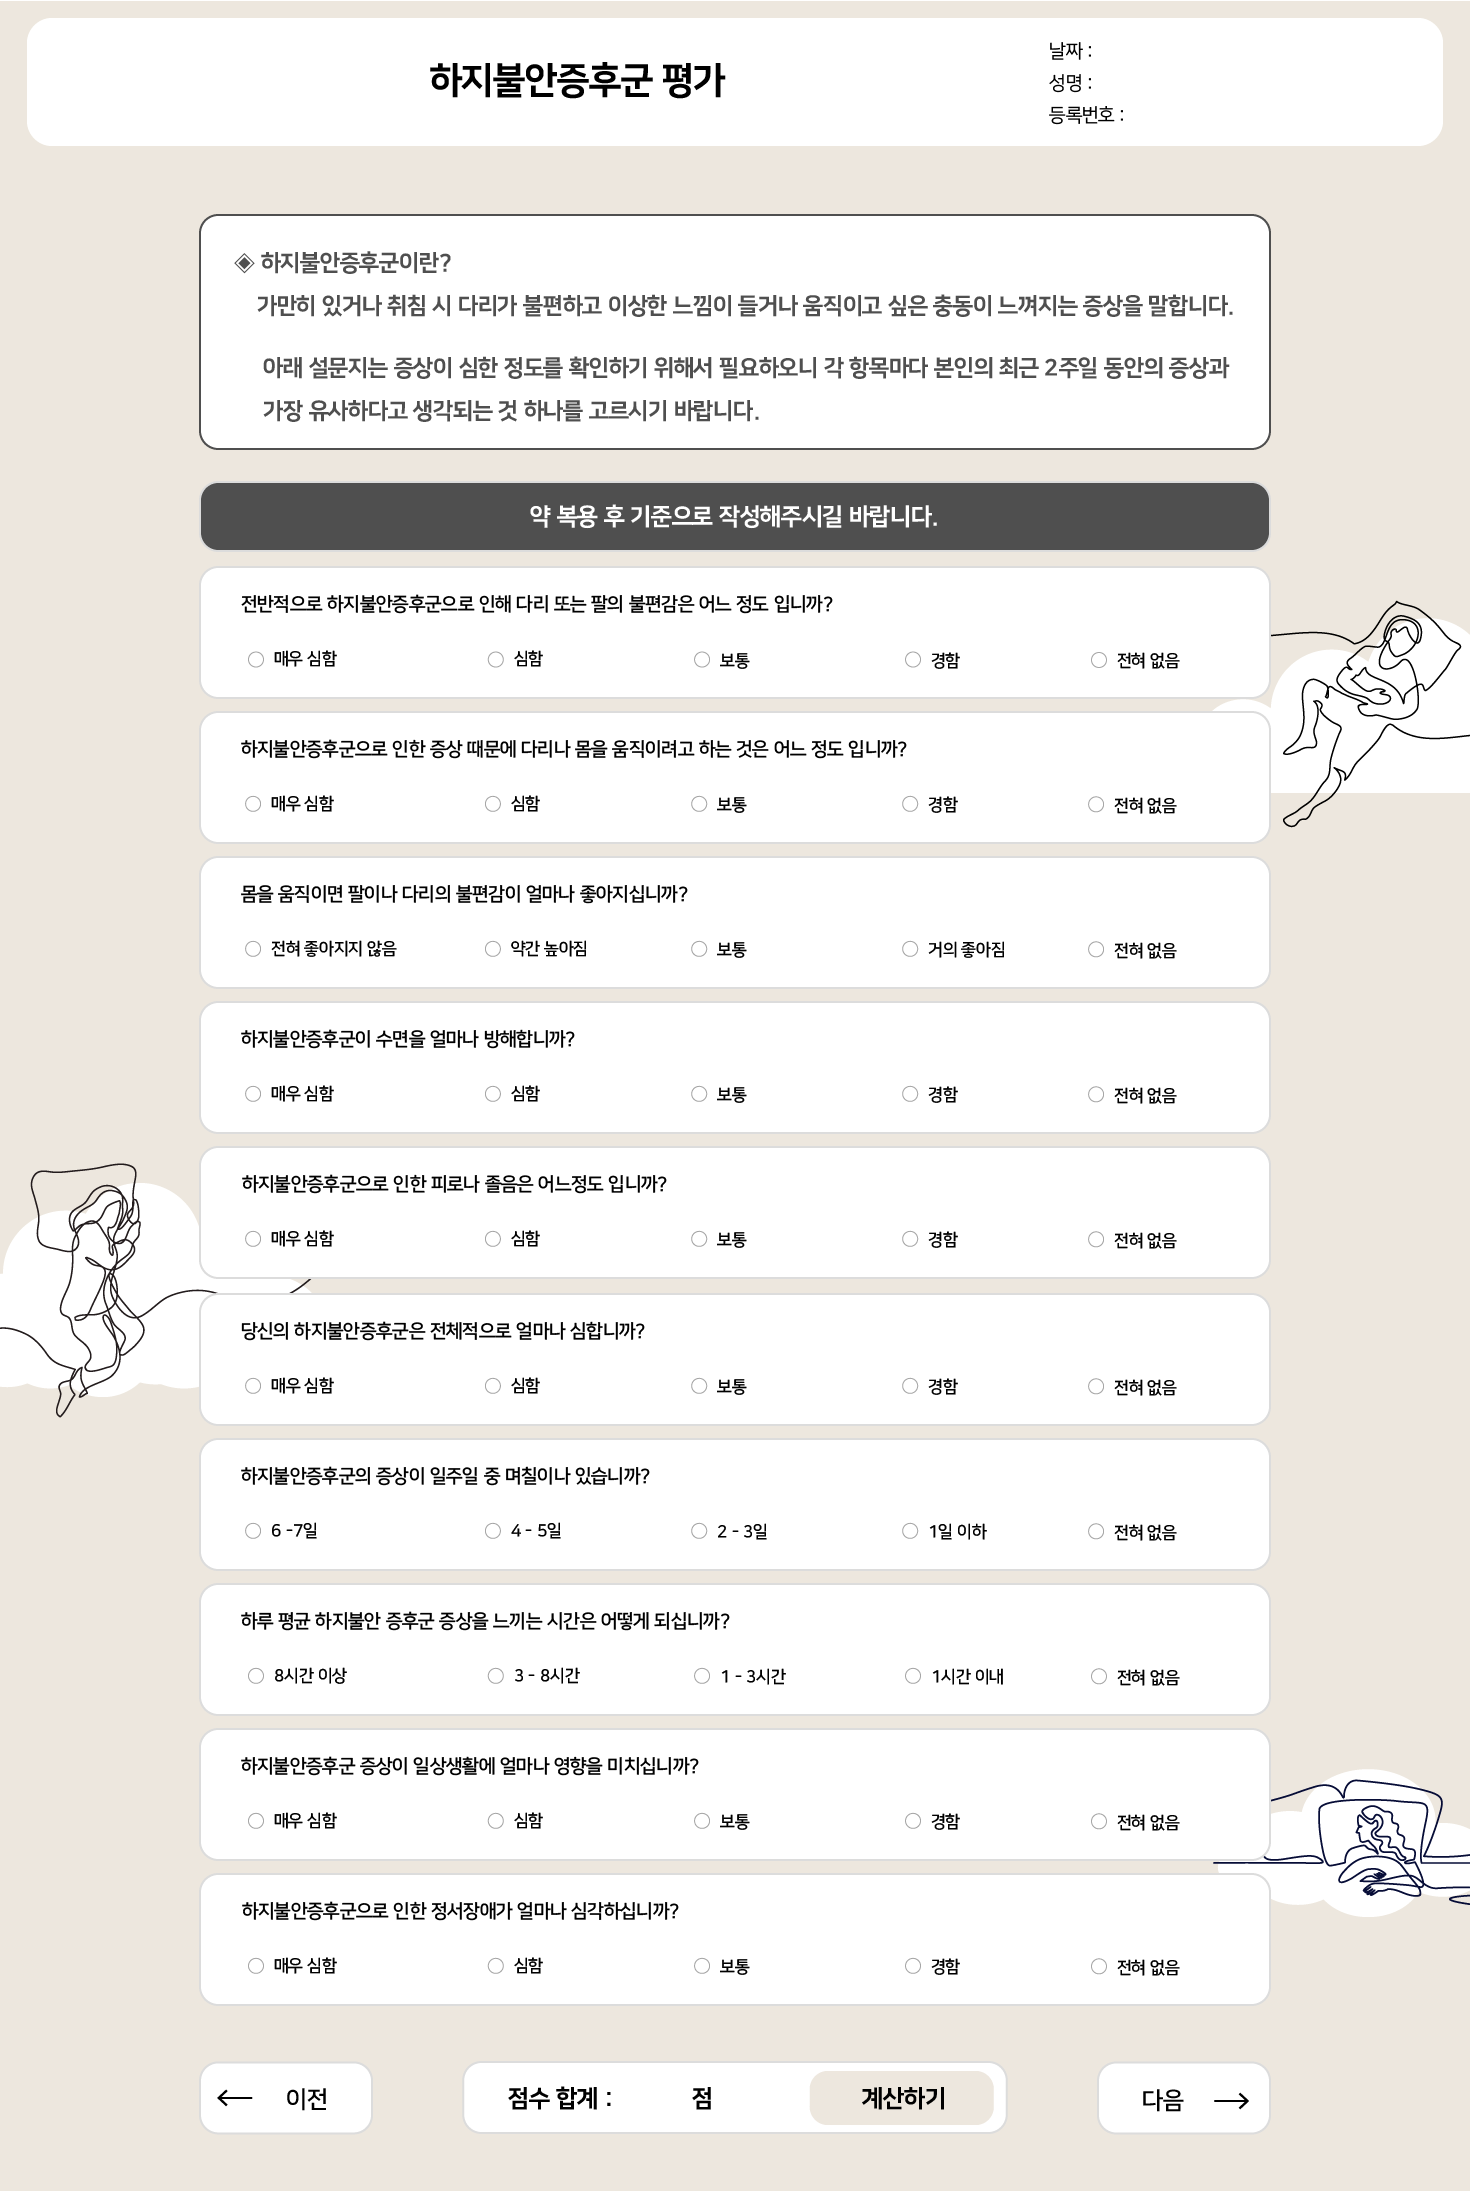 하지불안증후군 평가
날짜 :
성명 :
등록번호 :
◈ 하지불안증후군이란?
가만히 있거나 취침 시 다리가 불편하고 이상한 느낌이 들거나 움직이고 싶은 충동이 느껴지는 증상을 말합니다.
아래 설문지는 증상이 심한 정도를 확인하기 위해서 필요하오니 각 항목마다 본인의 최근 2주일 동안의 증상과
가장 유사하다고 생각되는 것 하나를 고르시기 바랍니다.
약 복용 후 기준으로 작성해주시길 바랍니다.
전반적으로 하지불안증후군으로 인해 다리 또는 팔의 불편감은 어느 정도 입니까?
매우 심함 심함 보통 경함 전혀 없음
하지불안증후군으로 인한 증상 때문에 다리나 몸을 움직이려고 하는 것은 어느 정도 입니까?
매우 심함 심함 보통 경함 전혀 없음
몸을 움직이면 팔이나 다리의 불편감이 얼마나 좋아지십니까?
전혀 좋아지지 않음 약간 높아짐 보통 거의 좋아짐 전혀 없음
하지불안증후군이 수면을 얼마나 방해합니까?
매우 심함 심함 보통 경함 전혀 없음
하지불안증후군으로 인한 피로나 졸음은 어느정도 입니까?
매우 심함 심함 보통 경함 전혀 없음
당신의 하지불안증후군은 전체적으로 얼마나 심합니까?
매우 심함 심함 보통 경함 전혀 없음
하지불안증후군의 증상이 일주일 중 며칠이나 있습니까?
6 -7일 4 - 5일 2 - 3일 1일 이하 전혀 없음
하루 평균 하지불안 증후군 증상을 느끼는 시간은 어떻게 되십니까?
8시간 이상 3 - 8시간 1 - 3시간 1시간 이내 전혀 없음
하지불안증후군 증상이 일상생활에 얼마나 영향을 미치십니까?
매우 심함 심함 보통 경함 전혀 없음
하지불안증후군으로 인한 정서장애가 얼마나 심각하십니까?
매우 심함 심함 보통 경함 전혀 없음
← 이전 점수 합계 : 점 계산하기 다음 →